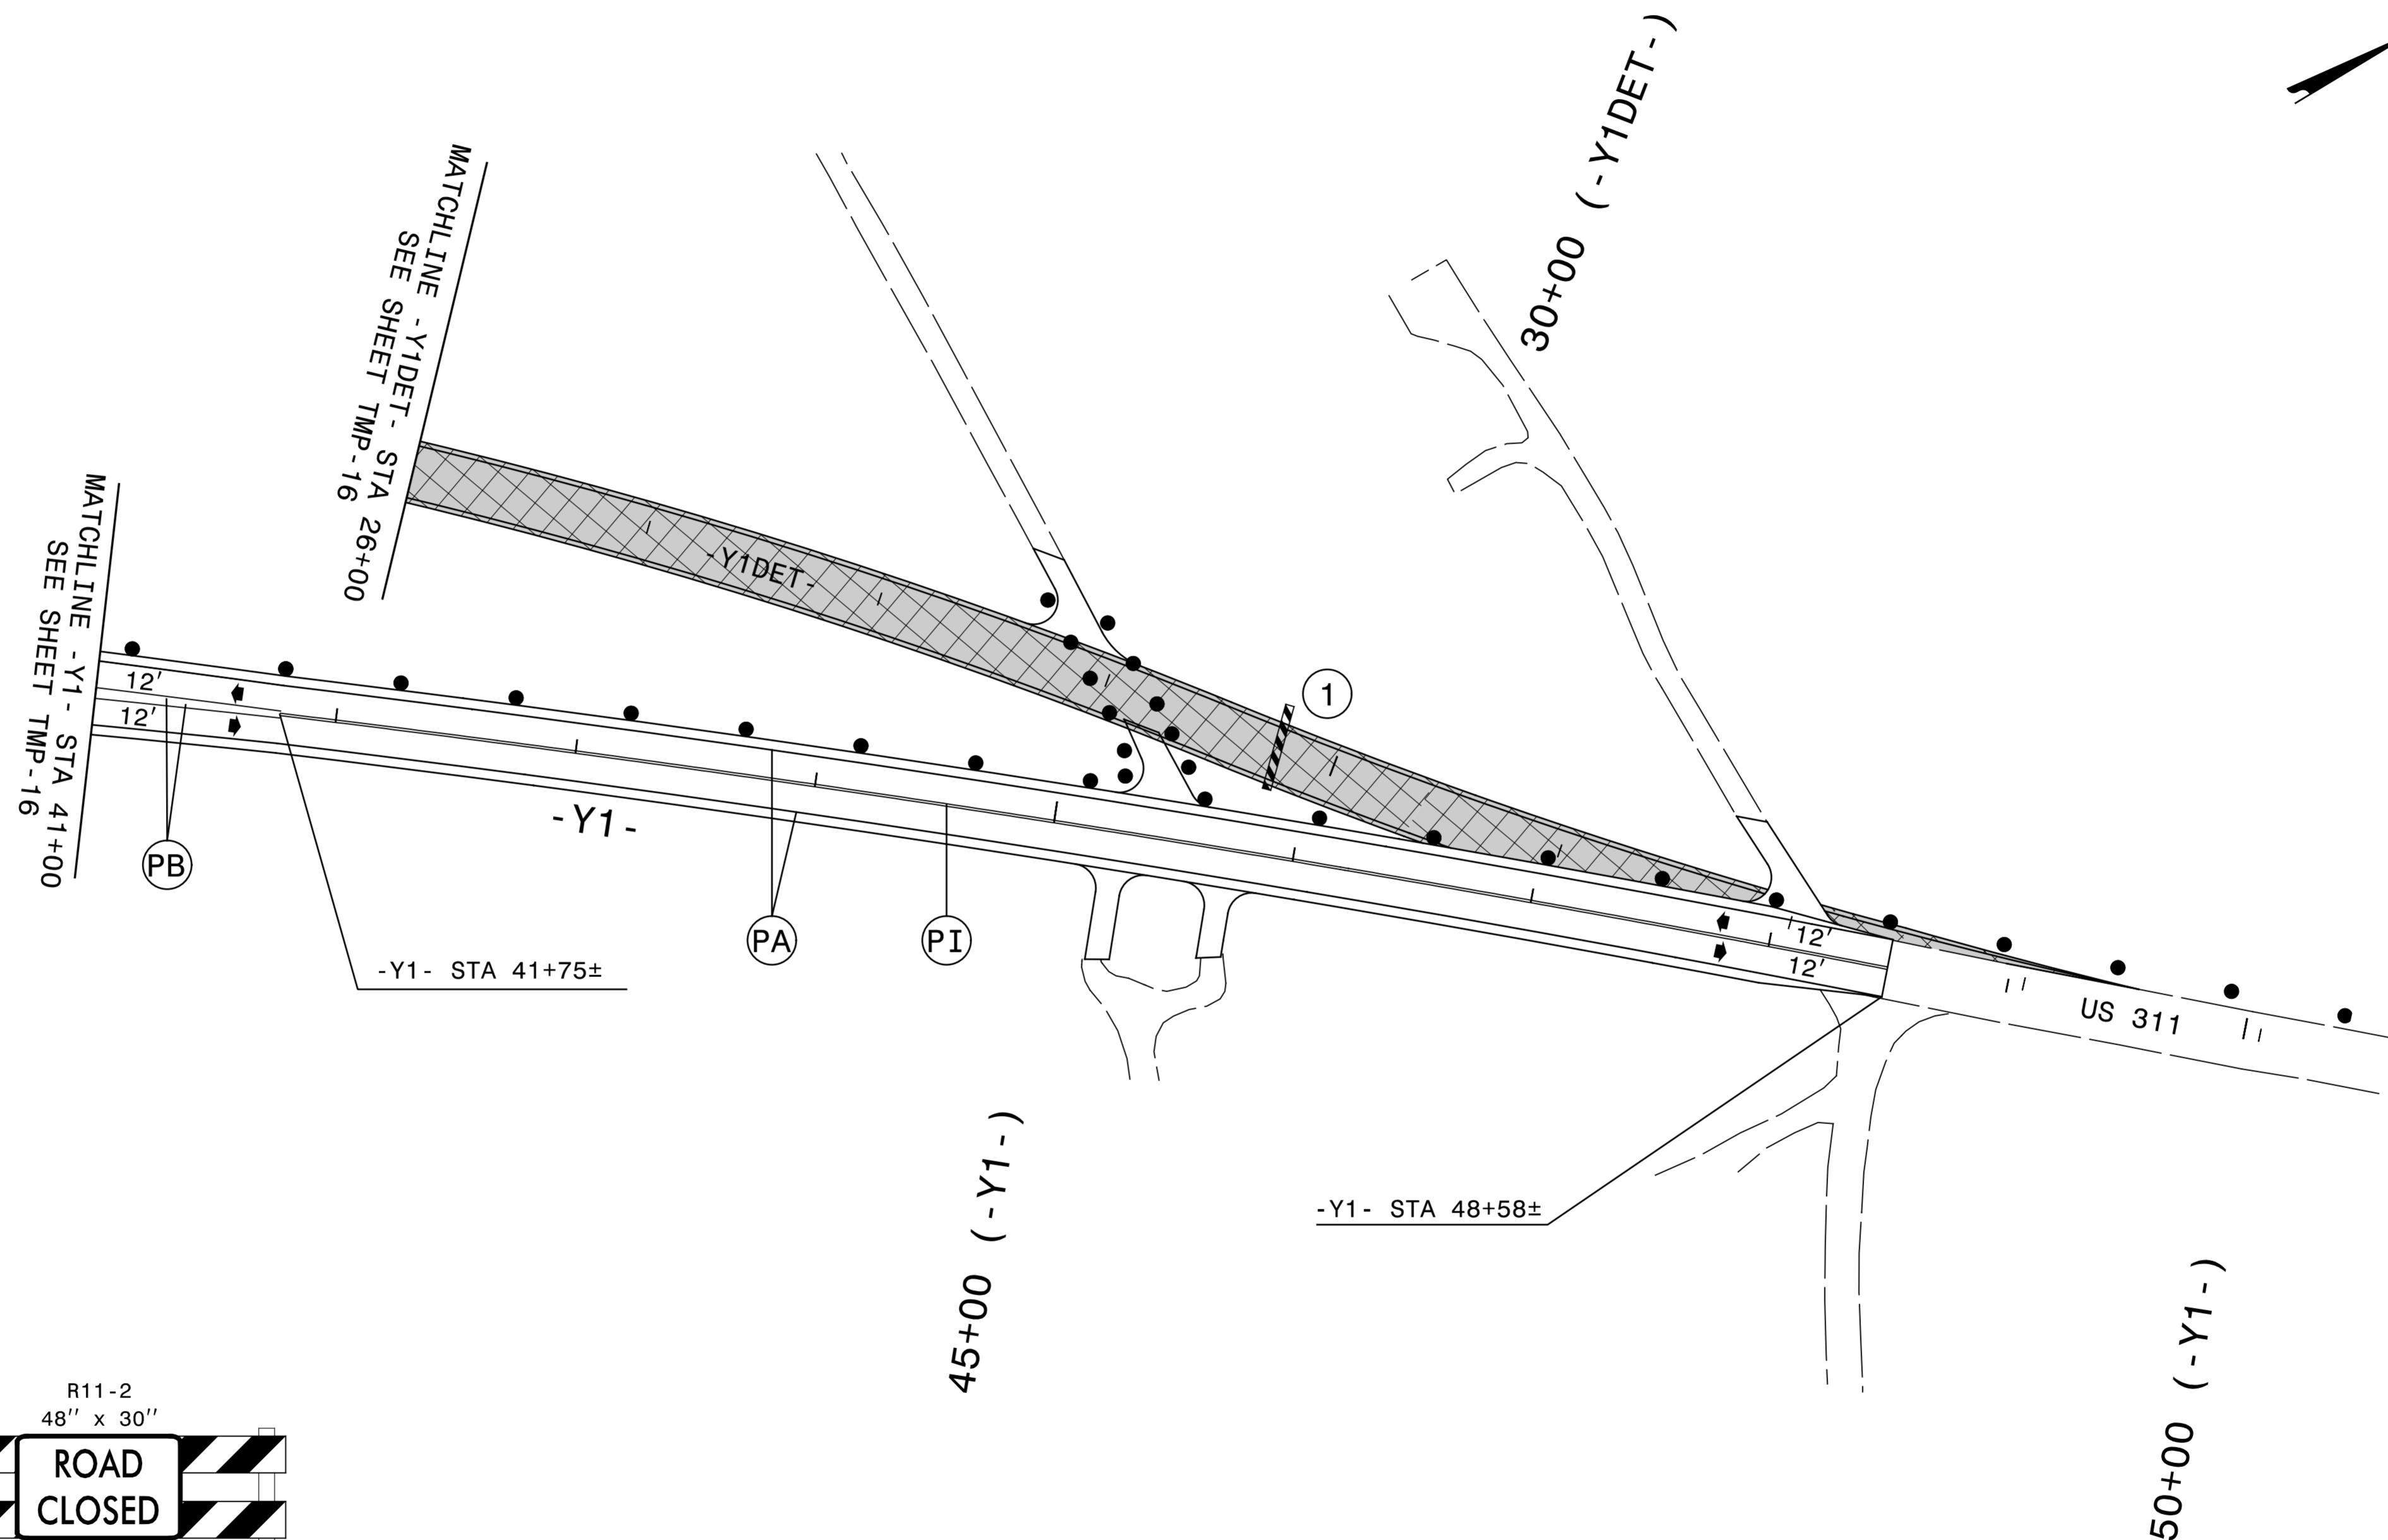 30+00 (-Y1DET-)
MATCHLINE -Y1DET- STA 26+00
SEE SHEET TMP-16
MATCHLINE -Y1- STA 41+00
SEE SHEET TMP-16
-Y1DET-
1
12'
12'
-Y1-
PB
PA
PI
-Y1- STA 41+75±
12'
12'
US 311
-Y1- STA 48+58±
45+00 (-Y1-)
50+00 (-Y1-)
R11-2
48" x 30"
ROAD
CLOSED